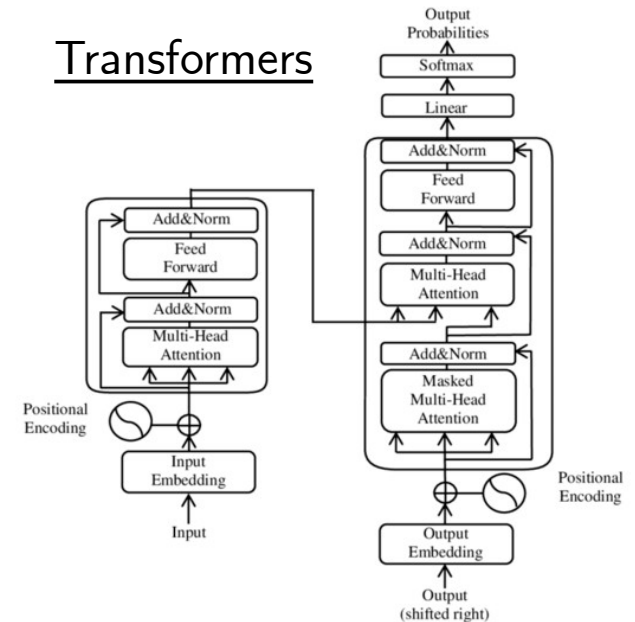 Transformers
Output
Probabilities
Softmax
Linear
Add&Norm
Feed
Forward
Add&Norm
Multi-Head
Attention
Add&Norm
Masked
Multi-Head
Attention
Positional
Encoding
Output
Embedding
Output
(shifted right)
Add&Norm
Feed
Forward
Add&Norm
Multi-Head
Attention
Positional
Encoding
Input
Embedding
Input